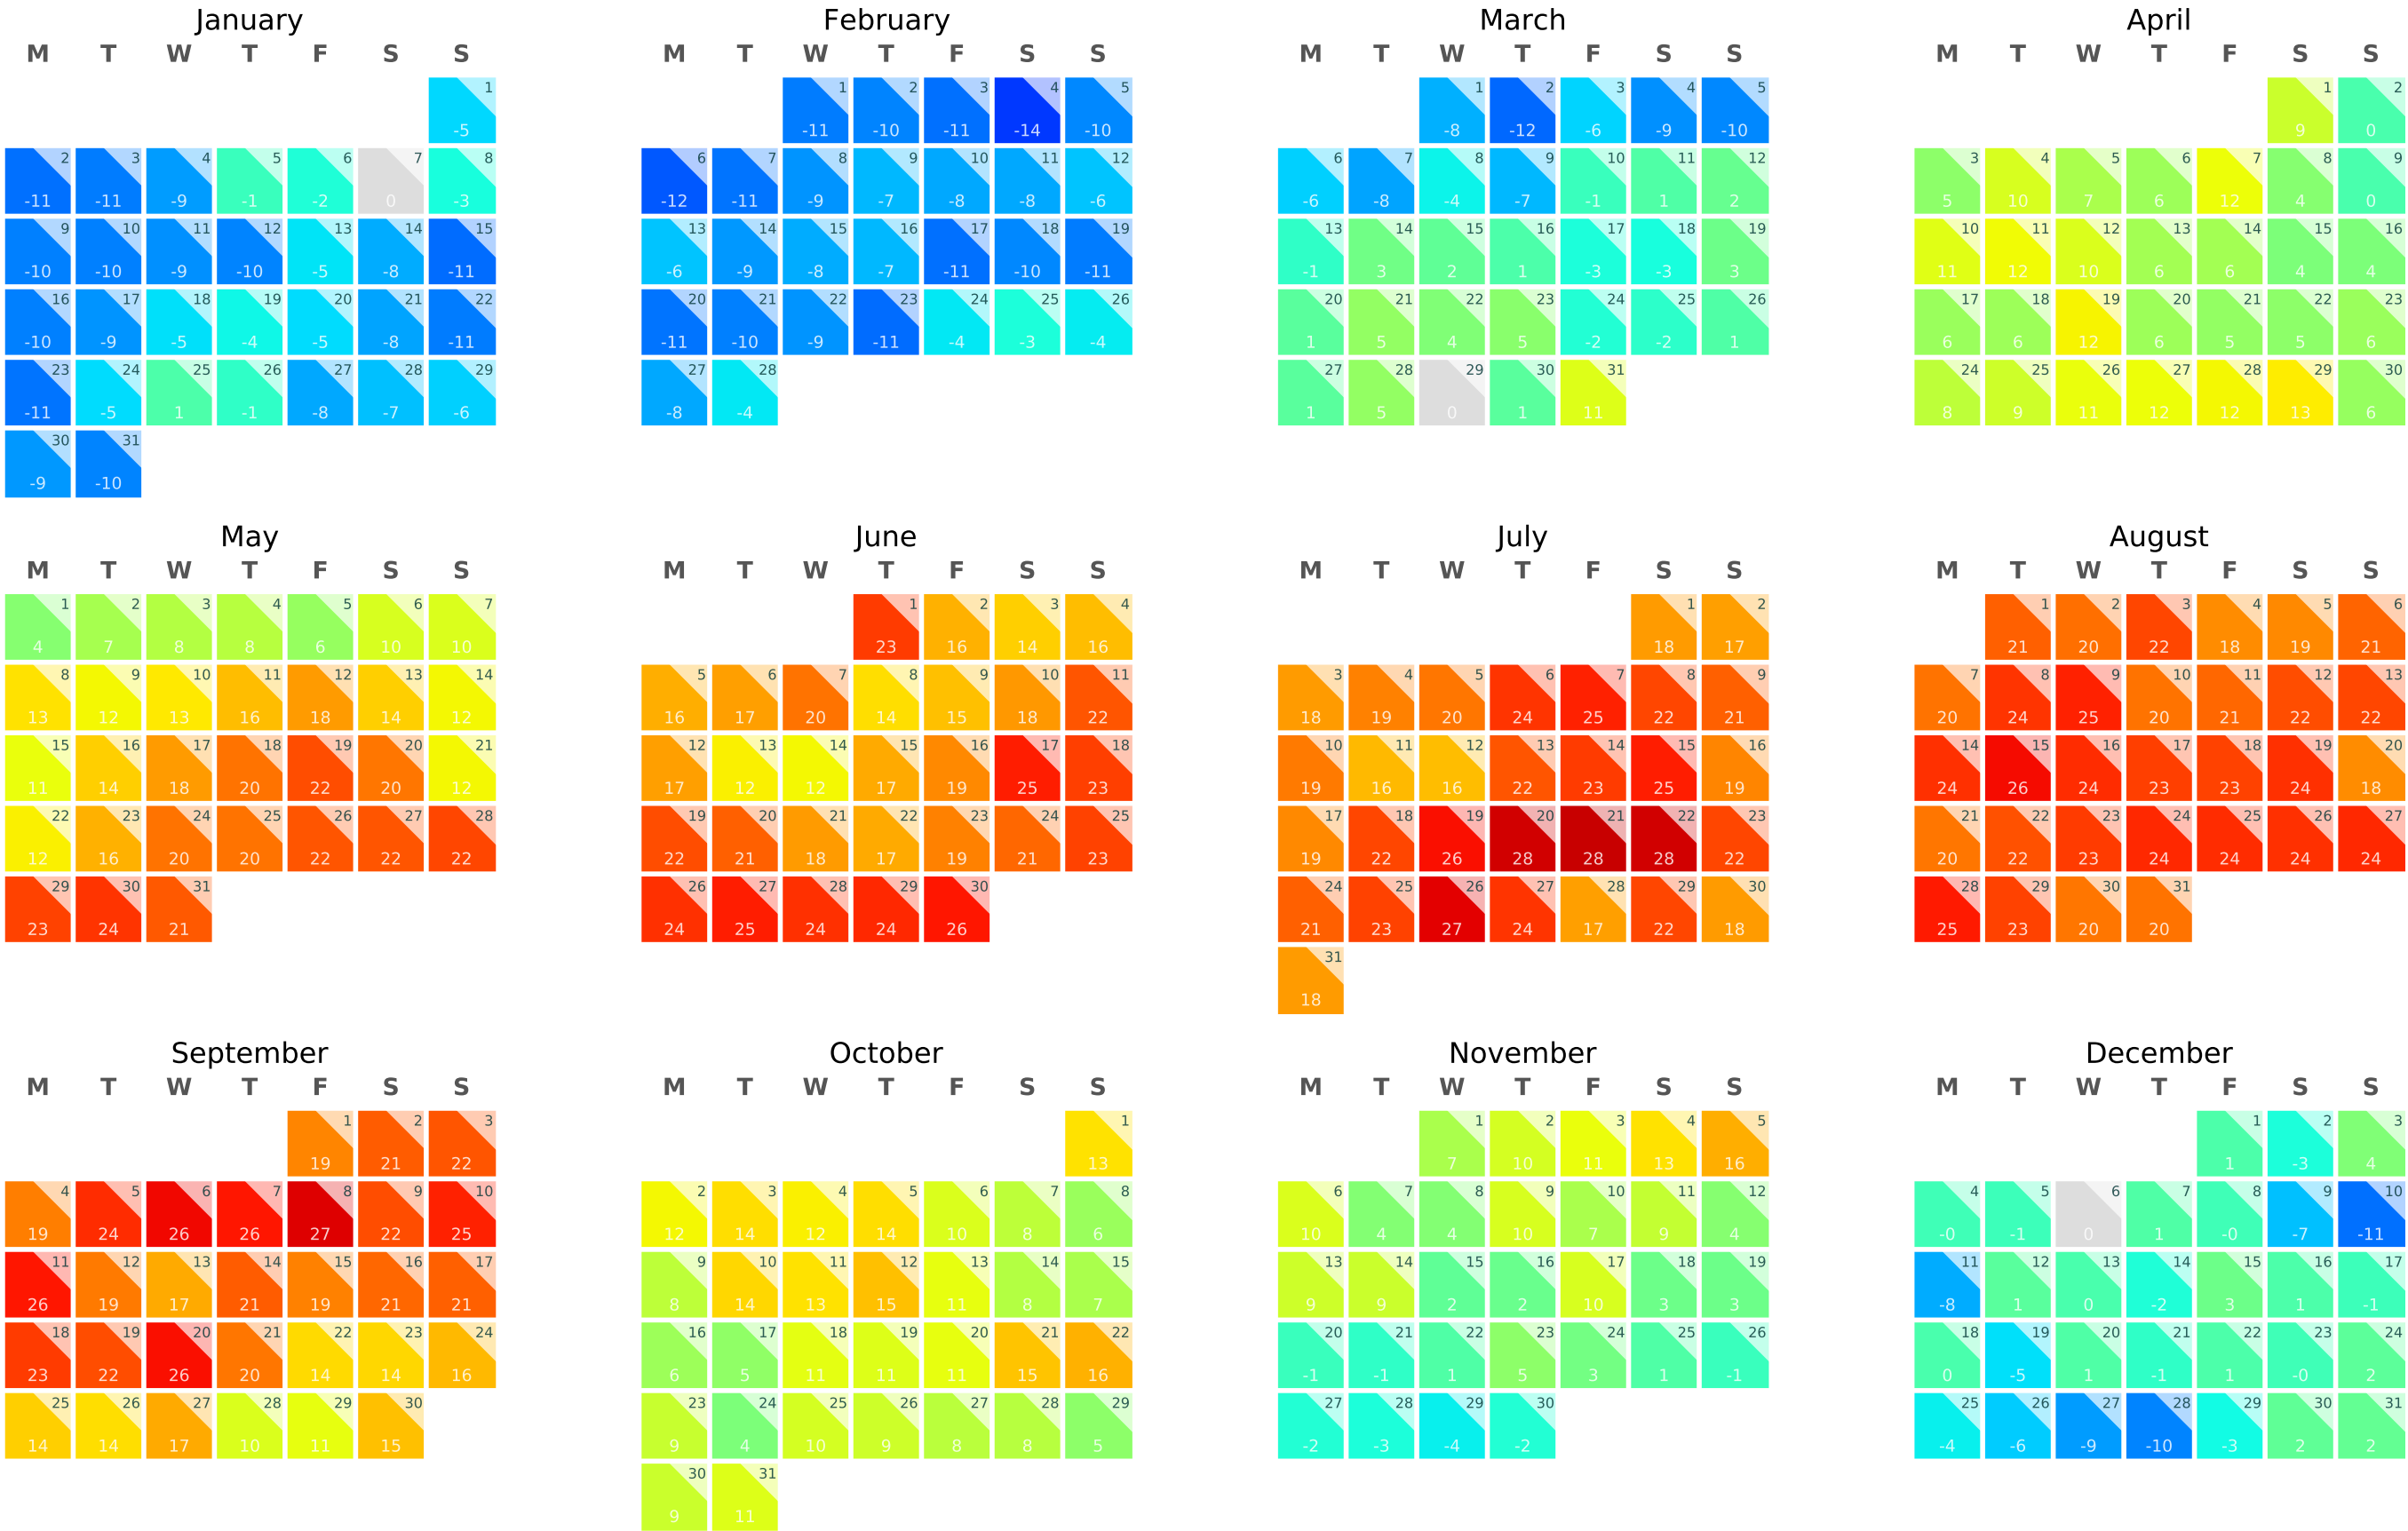 January February March April
M T W T F S S M T W T F S S M T W T F S S M T W T F S S
1 1 2 3 4 5 1 2 3 4 5 1 2
-5 -11 -10 -11 -14 -10 -8 -12 -6 -9 -10 9 0
2 3 4 5 6 7 8 6 7 8 9 10 11 12 6 7 8 9 10 11 12 3 4 5 6 7 8 9
-11 -11 -9 -1 -2 0 -3 -12 -11 -9 -7 -8 -8 -6 -6 -8 -4 -7 -1 1 2 5 10 7 6 12 4 0
9 10 11 12 13 14 15 13 14 15 16 17 18 19 13 14 15 16 17 18 19 10 11 12 13 14 15 16
-10 -10 -9 -10 -5 -8 -11 -6 -9 -8 -7 -11 -10 -11 -1 3 2 1 -3 -3 3 11 12 10 6 6 4 4
16 17 18 19 20 21 22 20 21 22 23 24 25 26 20 21 22 23 24 25 26 17 18 19 20 21 22 23
-10 -9 -5 -4 -5 -8 -11 -11 -10 -9 -11 -4 -3 -4 1 5 4 5 -2 -2 1 6 6 12 6 5 5 6
23 24 25 26 27 28 29 27 28 27 28 29 30 31 24 25 26 27 28 29 30
-11 -5 1 -1 -8 -7 -6 -8 -4 1 5 0 1 11 8 9 11 12 12 13 6
30 31
-9 -10
May June July August
M T W T F S S M T W T F S S M T W T F S S M T W T F S S
1 2 3 4 5 6 7 1 2 3 4 1 2 1 2 3 4 5 6
4 7 8 8 6 10 10 23 16 14 16 18 17 21 20 22 18 19 21
8 9 10 11 12 13 14 5 6 7 8 9 10 11 3 4 5 6 7 8 9 7 8 9 10 11 12 13
13 12 13 16 18 14 12 16 17 20 14 15 18 22 18 19 20 24 25 22 21 20 24 25 20 21 22 22
15 16 17 18 19 20 21 12 13 14 15 16 17 18 10 11 12 13 14 15 16 14 15 16 17 18 19 20
11 14 18 20 22 20 12 17 12 12 17 19 25 23 19 16 16 22 23 25 19 24 26 24 23 23 24 18
22 23 24 25 26 27 28 19 20 21 22 23 24 25 17 18 19 20 21 22 23 21 22 23 24 25 26 27
12 16 20 20 22 22 22 22 21 18 17 19 21 23 19 22 26 28 28 28 22 20 22 23 24 24 24 24
29 30 31 26 27 28 29 30 24 25 26 27 28 29 30 28 29 30 31
23 24 21 24 25 24 24 26 21 23 27 24 17 22 18 25 23 20 20
31
18
September October November December
M T W T F S S M T W T F S S M T W T F S S M T W T F S S
1 2 3 1 1 2 3 4 5 1 2 3
19 21 22 13 7 10 11 13 16 1 -3 4
4 5 6 7 8 9 10 2 3 4 5 6 7 8 6 7 8 9 10 11 12 4 5 6 7 8 9 10
19 24 26 26 27 22 25 12 14 12 14 10 8 6 10 4 4 10 7 9 4 -0 -1 0 1 -0 -7 -11
11 12 13 14 15 16 17 9 10 11 12 13 14 15 13 14 15 16 17 18 19 11 12 13 14 15 16 17
26 19 17 21 19 21 21 8 14 13 15 11 8 7 9 9 2 2 10 3 3 -8 1 0 -2 3 1 -1
18 19 20 21 22 23 24 16 17 18 19 20 21 22 20 21 22 23 24 25 26 18 19 20 21 22 23 24
23 22 26 20 14 14 16 6 5 11 11 11 15 16 -1 -1 1 5 3 1 -1 0 -5 1 -1 1 -0 2
25 26 27 28 29 30 23 24 25 26 27 28 29 27 28 29 30 25 26 27 28 29 30 31
14 14 17 10 11 15 9 4 10 9 8 8 5 -2 -3 -4 -2 -4 -6 -9 -10 -3 2 2
30 31
9 11